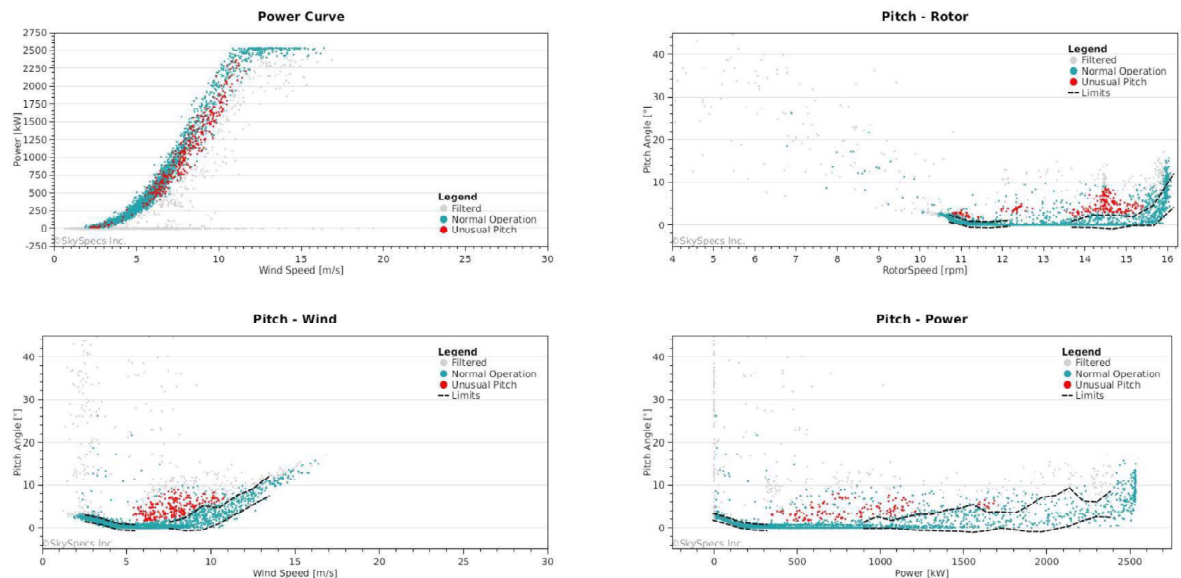 Power Curve
2750
2500
2250
2000
1750
1500
1250
1000
750
500
250
0
-250
Power [kW]
Legend
Filterd
Normal Operation
Unusual Pitch
©SkySpecs Inc.
0 5 10 15 20 25 30
Wind Speed [m/s]
Pitch - Rotor
40
30
20
10
0
Pitch Angle [°]
Legend
Filtered
Normal Operation
Unusual Pitch
Limits
©SkySpecs Inc.
4 5 6 7 8 9 10 11 12 13 14 15 16
RotorSpeed [rpm]
Pitch - Wind
40
30
20
10
0
Pitch Angle [°]
Legend
Filtered
Normal Operation
Unusual Pitch
Limits
©SkySpecs Inc.
0 5 10 15 20 25 30
Wind Speed [m/s]
Pitch - Power
40
30
20
10
0
Pitch Angle [°]
Legend
Filtered
Normal Operation
Unusual Pitch
Limits
©SkySpecs Inc.
0 500 1000 1500 2000 2500
Power [kW]